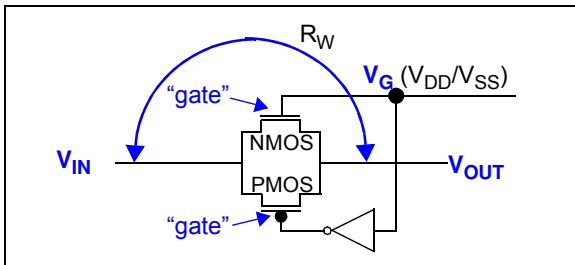 R_W
"gate"
V_G (V_DD/V_SS)
NMOS
V_IN
V_OUT
PMOS
"gate"